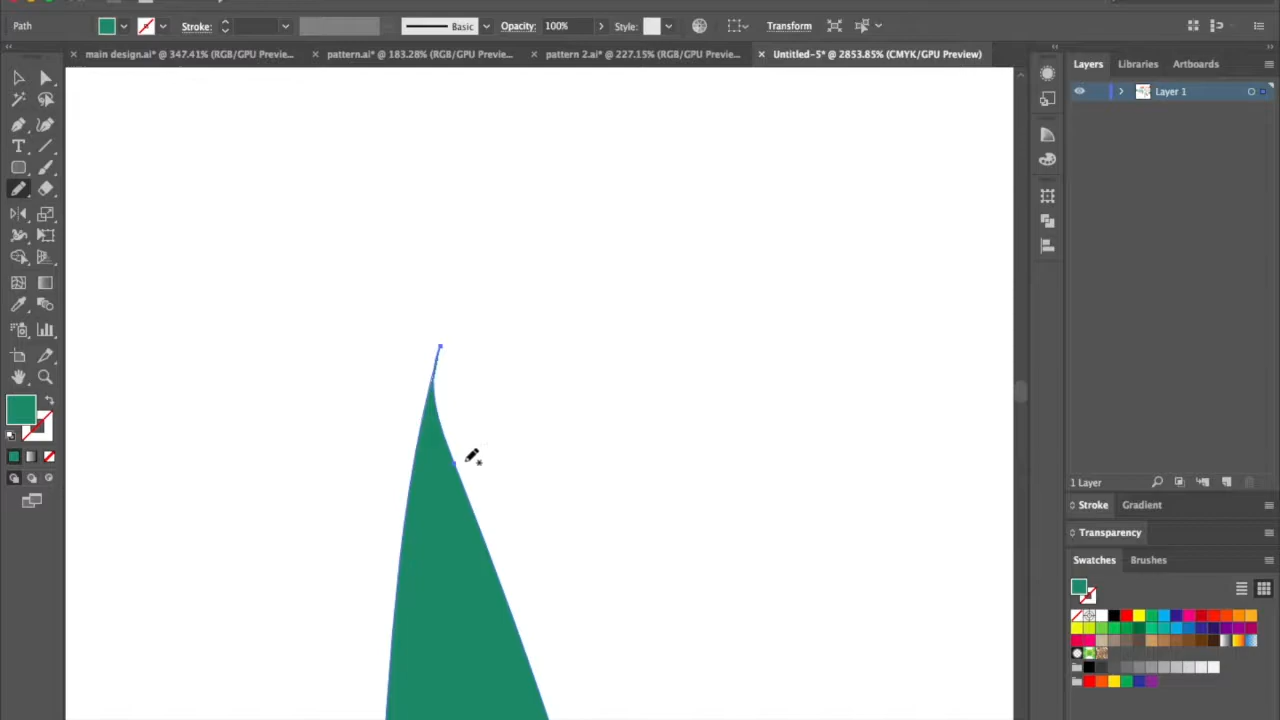 Path
Stroke:
Basic
Opacity:
100%
Style:
Transform
main design.ai* @ 347.41% (RGB/GPU Previe...
pattern.ai* @ 183.28% (RGB/GPU Previe...
pattern 2.ai* @ 227.15% (RGB/GPU Previe...
Untitled-5* @ 2853.85% (CMYK/GPU Preview)
Layers
Libraries
Artboards
Layer 1
1 Layer
Stroke
Gradient
Transparency
Swatches
Brushes